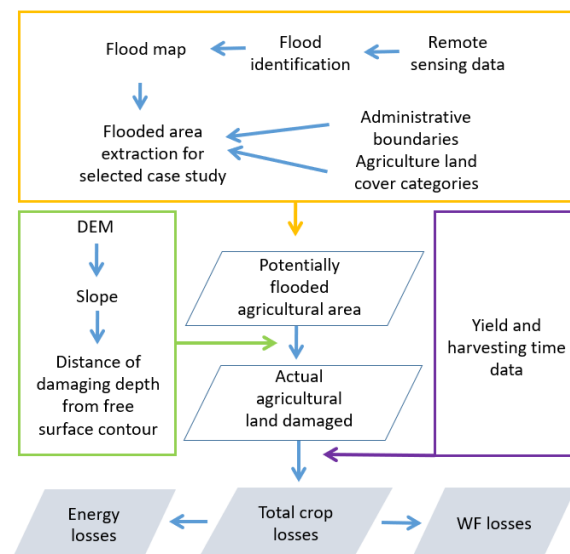 Flood map
Flood
identification
Remote
sensing data
Flooded area
extraction for
selected case study
Administrative
boundaries
Agriculture land
cover categories
DEM
Slope
Distance of
damaging depth
from free
surface contour
Potentially
flooded
agricultural area
Actual
agricultural
land damaged
Yield and
harvesting time
data
Energy
losses
Total crop
losses
WF losses